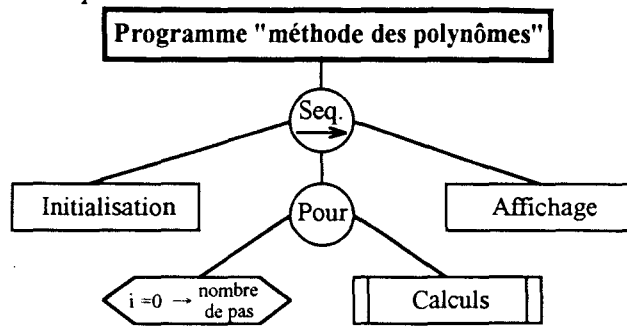 Programme "méthode des polynômes"
Seq.
Initialisation
Pour
Affichage
i =0 → nombre
de pas
Calculs